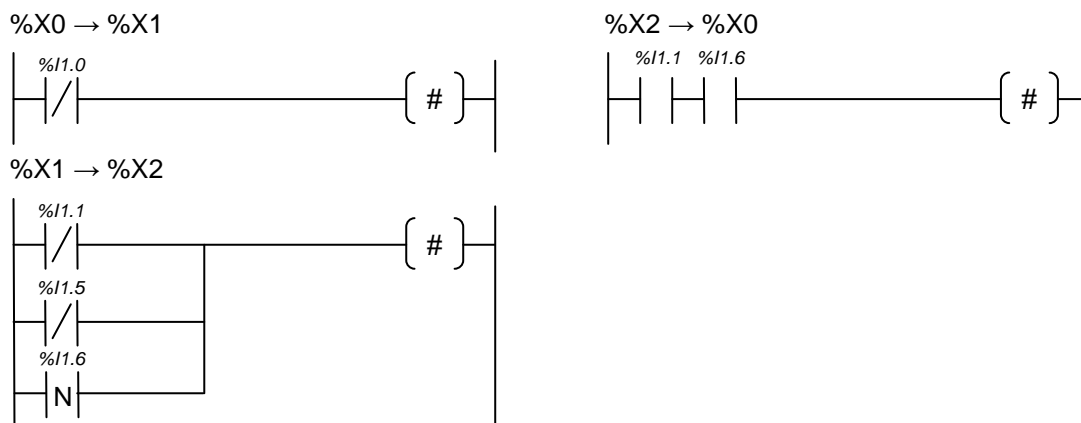 %X0 → %X1
%I1.0
#
%X2 → %X0
%I1.1 %I1.6
#
%X1 → %X2
%I1.1
#
%I1.5
%I1.6
N